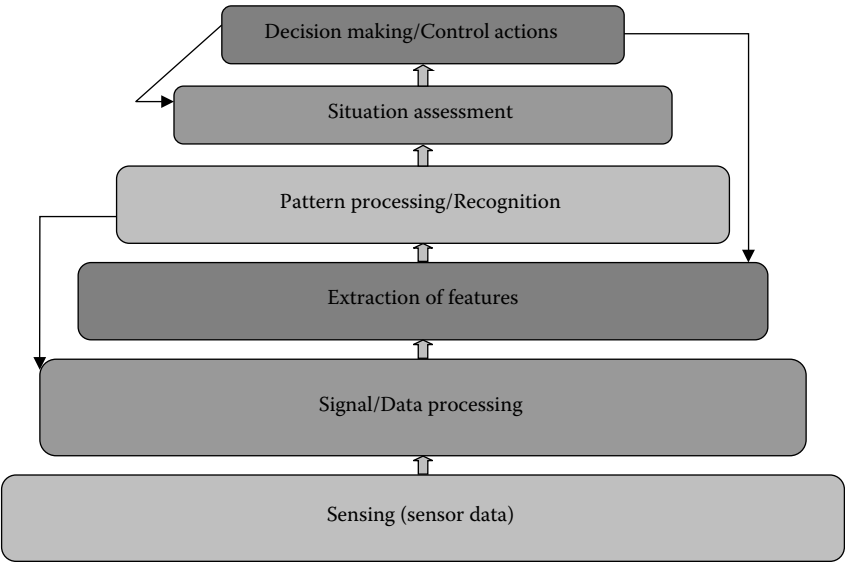 Decision making/Control actions
Situation assessment
Pattern processing/Recognition
Extraction of features
Signal/Data processing
Sensing (sensor data)